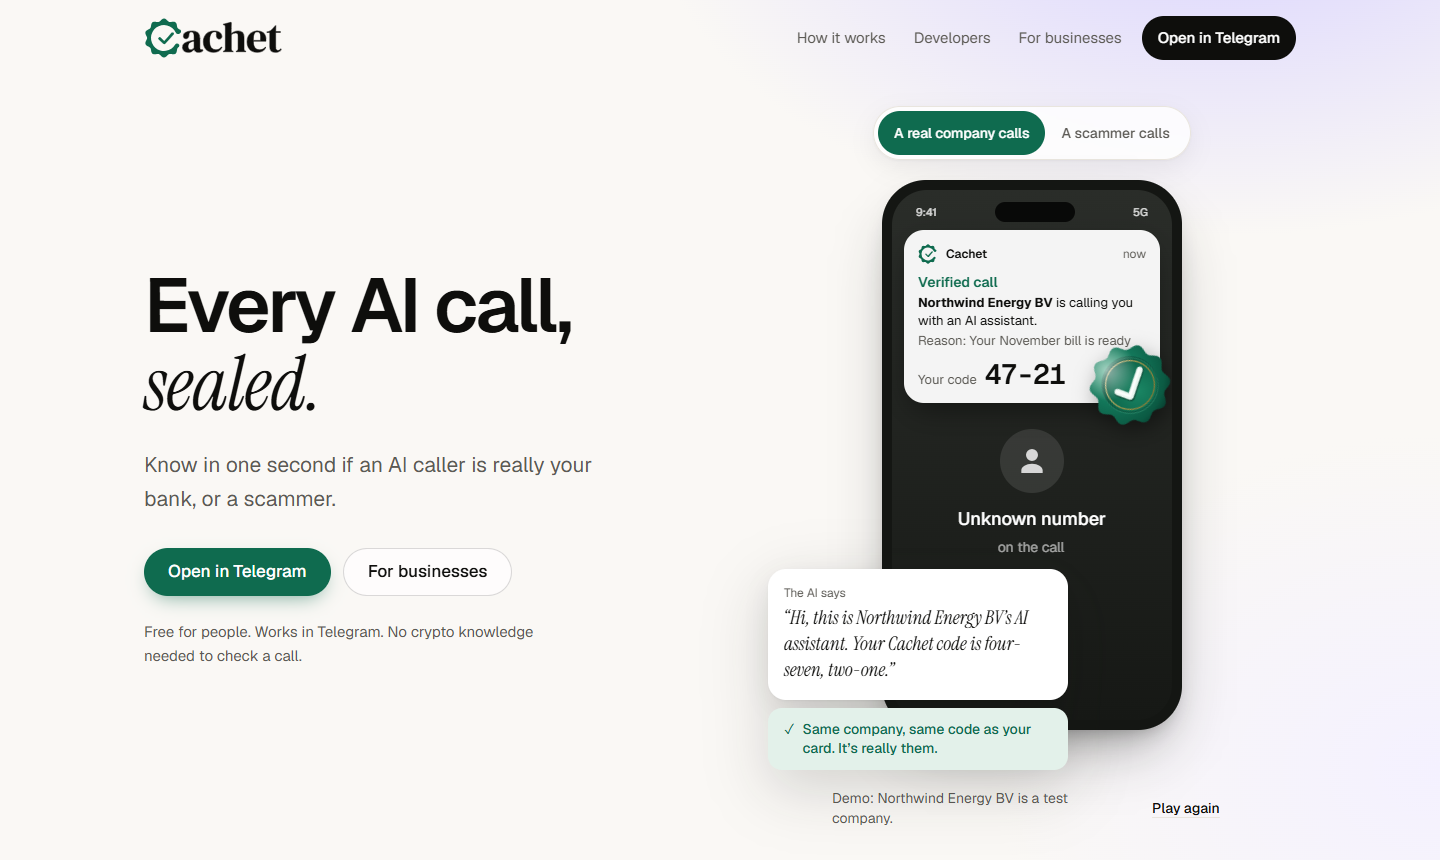 Cachet
How it works
Developers
For businesses
Open in Telegram
A real company calls
A scammer calls
Every AI call,
sealed.
Know in one second if an AI caller is really your
bank, or a scammer.
Open in Telegram
For businesses
Free for people. Works in Telegram. No crypto knowledge
needed to check a call.
9:41
5G
Cachet
now
Verified call
Northwind Energy BV is calling you
with an AI assistant.
Reason: Your November bill is ready
Your code 47-21
Unknown number
on the call
The AI says
“Hi, this is Northwind Energy BV’s AI
assistant. Your Cachet code is four-
seven, two-one.”
✓ Same company, same code as your
card. It’s really them.
Demo: Northwind Energy BV is a test
company.
Play again